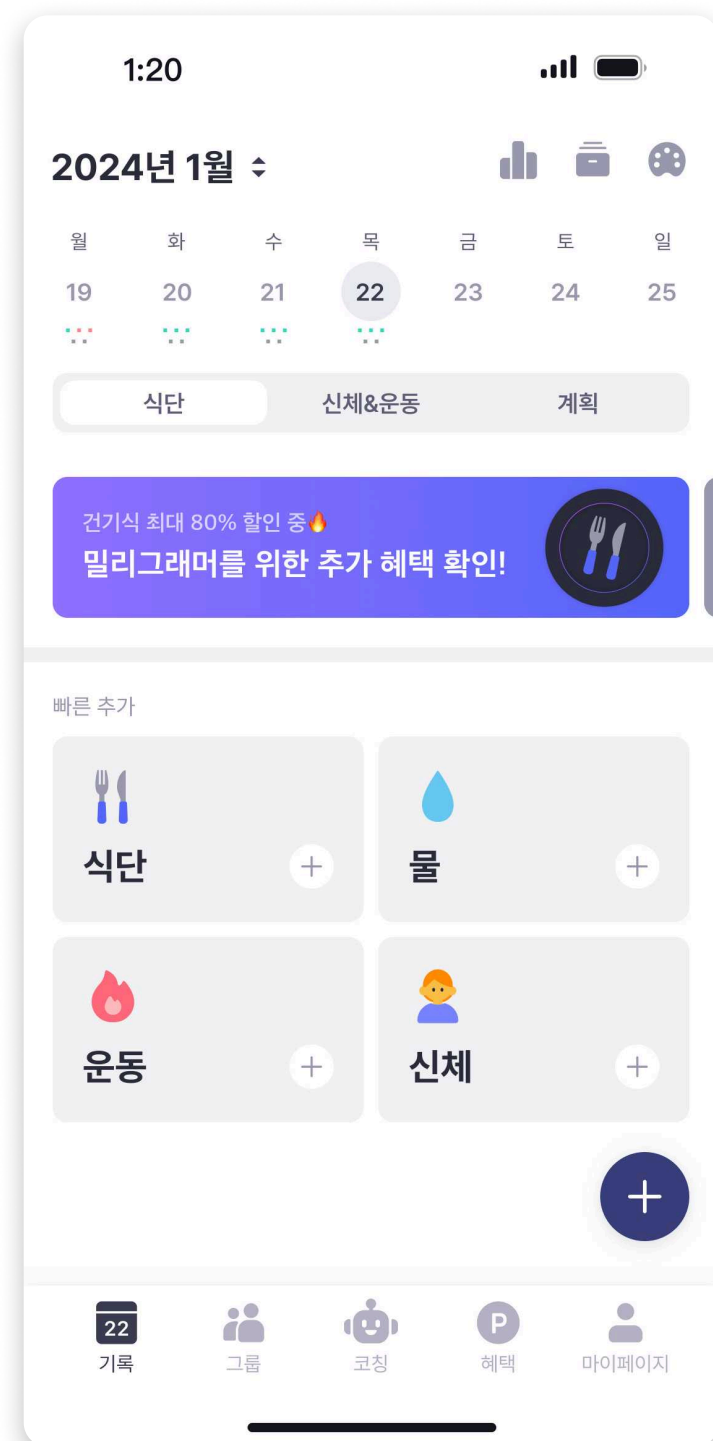 1:20
2024년 1월
월 화 수 목 금 토 일
19 20 21 22 23 24 25
식단 신체&운동 계획
건기식 최대 80% 할인 중🔥
밀리그래머를 위한 추가 혜택 확인!
빠른 추가
식단 물
운동 신체
22 P
기록 그룹 코칭 혜택 마이페이지